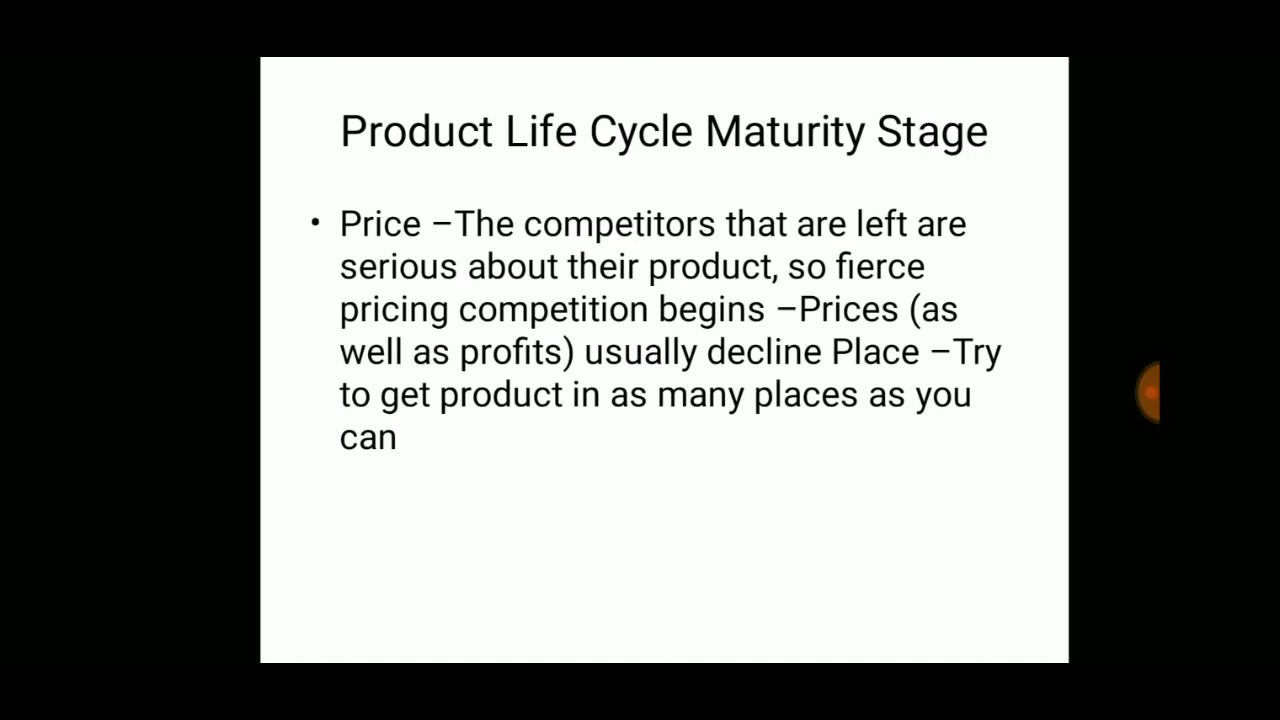 Product Life Cycle Maturity Stage
• Price –The competitors that are left are
serious about their product, so fierce
pricing competition begins –Prices (as
well as profits) usually decline Place –Try
to get product in as many places as you
can